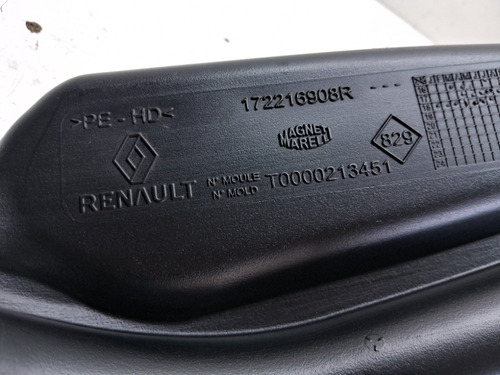 >PE-HD<
172216908R ---
MAGNETI
MARELLI
829
RENAULT
N° MOULE
N° MOLD
T0000213451